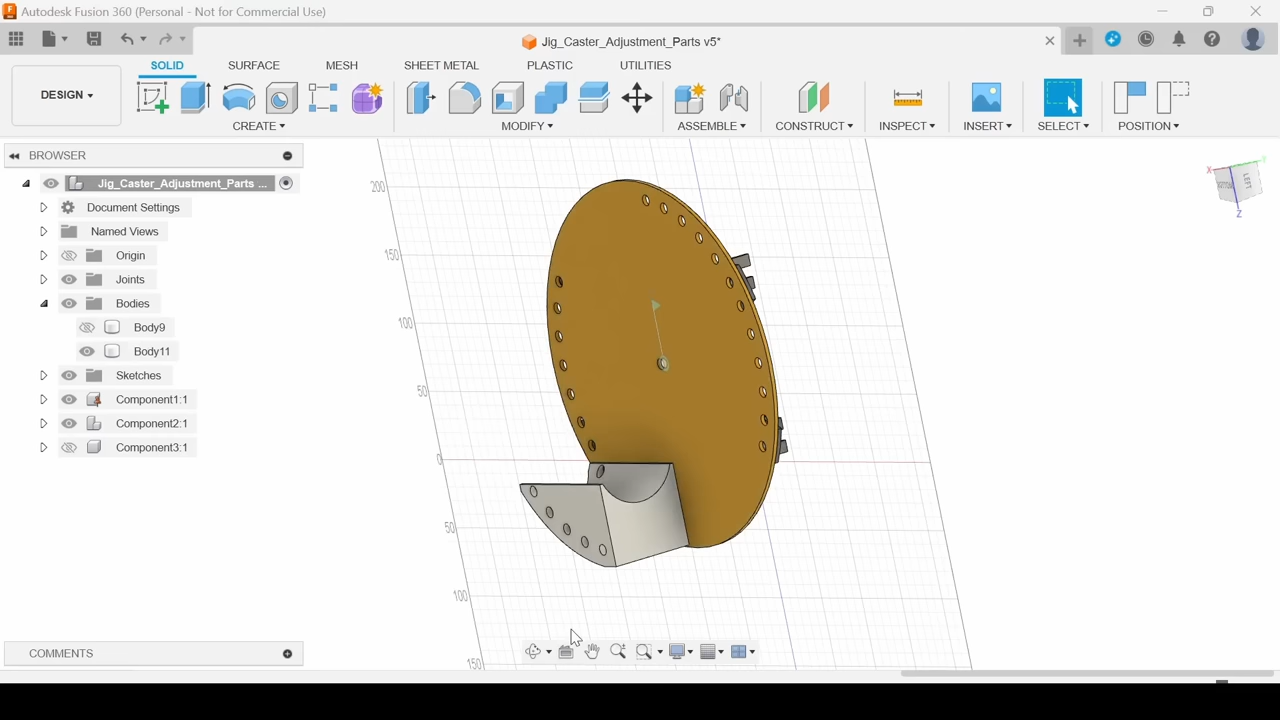 Autodesk Fusion 360 (Personal - Not for Commercial Use)
Jig_Caster_Adjustment_Parts v5*
SOLID SURFACE MESH SHEET METAL PLASTIC UTILITIES
DESIGN
CREATE MODIFY ASSEMBLE CONSTRUCT INSPECT INSERT SELECT POSITION
BROWSER
Jig_Caster_Adjustment_Parts ...
Document Settings
Named Views
Origin
Joints
Bodies
Body9
Body11
Sketches
Component1:1
Component2:1
Component3:1
200
150
100
50
0
50
100
150
X
Z
LEFT
COMMENTS